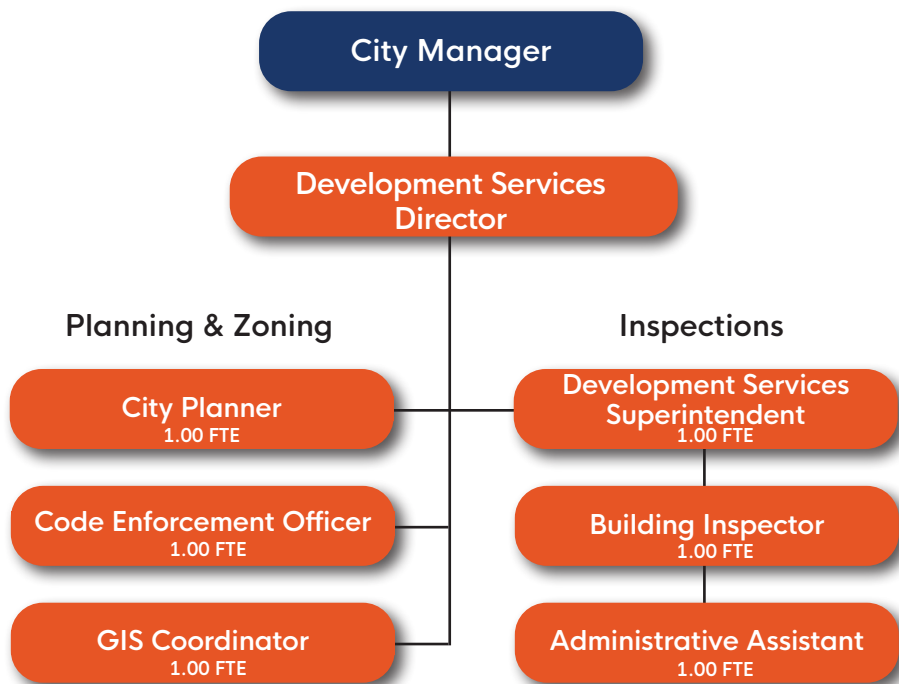 City Manager
Development Services
Director
Planning & Zoning
City Planner
1.00 FTE
Code Enforcement Officer
1.00 FTE
GIS Coordinator
1.00 FTE
Inspections
Development Services
Superintendent
1.00 FTE
Building Inspector
1.00 FTE
Administrative Assistant
1.00 FTE